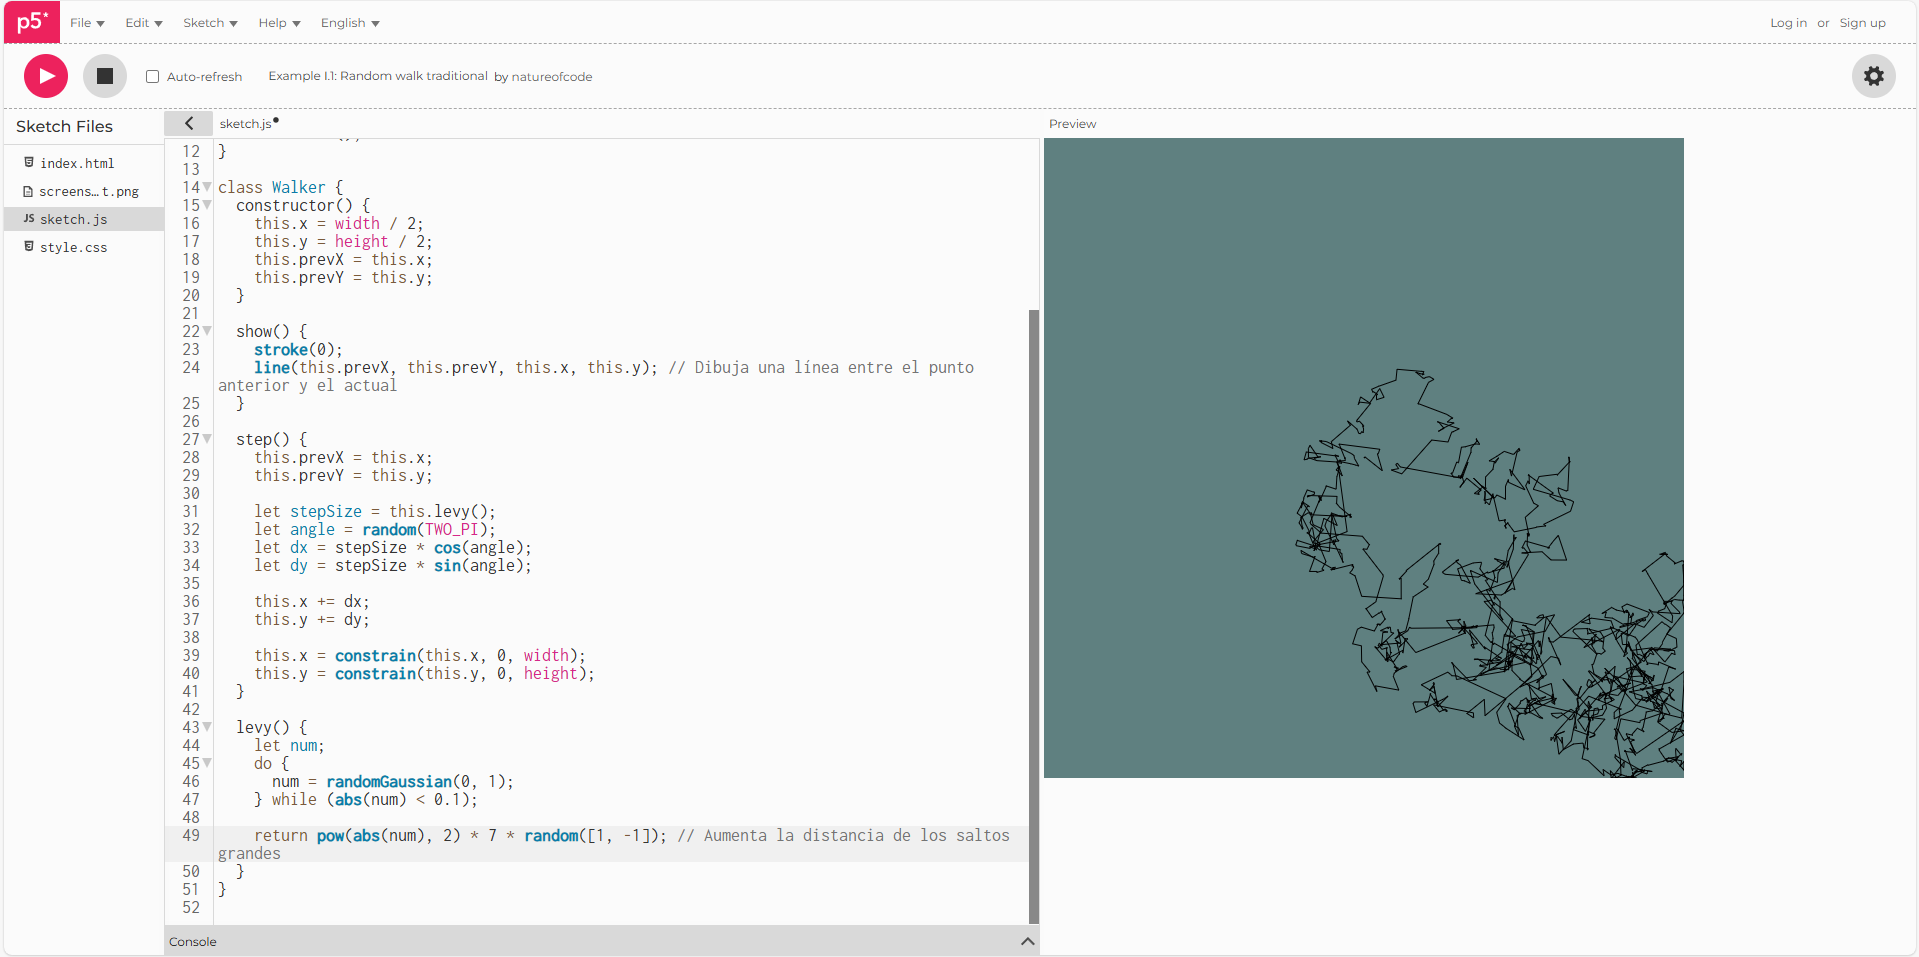 p5*
File Edit Sketch Help English
Log in or Sign up
Auto-refresh Example I.1: Random walk traditional by natureofcode
Sketch Files
index.html
screens…t.png
JS sketch.js
style.css
sketch.js
12 }
13
14 class Walker {
15 constructor() {
16 this.x = width / 2;
17 this.y = height / 2;
18 this.prevX = this.x;
19 this.prevY = this.y;
20 }
21
22 show() {
23 stroke(0);
24 line(this.prevX, this.prevY, this.x, this.y); // Dibuja una línea entre el punto
anterior y el actual
25 }
26
27 step() {
28 this.prevX = this.x;
29 this.prevY = this.y;
30
31 let stepSize = this.levy();
32 let angle = random(TWO_PI);
33 let dx = stepSize * cos(angle);
34 let dy = stepSize * sin(angle);
35
36 this.x += dx;
37 this.y += dy;
38
39 this.x = constrain(this.x, 0, width);
40 this.y = constrain(this.y, 0, height);
41 }
42
43 levy() {
44 let num;
45 do {
46 num = randomGaussian(0, 1);
47 } while (abs(num) < 0.1);
48
49 return pow(abs(num), 2) * 7 * random([1, -1]); // Aumenta la distancia de los saltos
grandes
50 }
51 }
52
Console
Preview